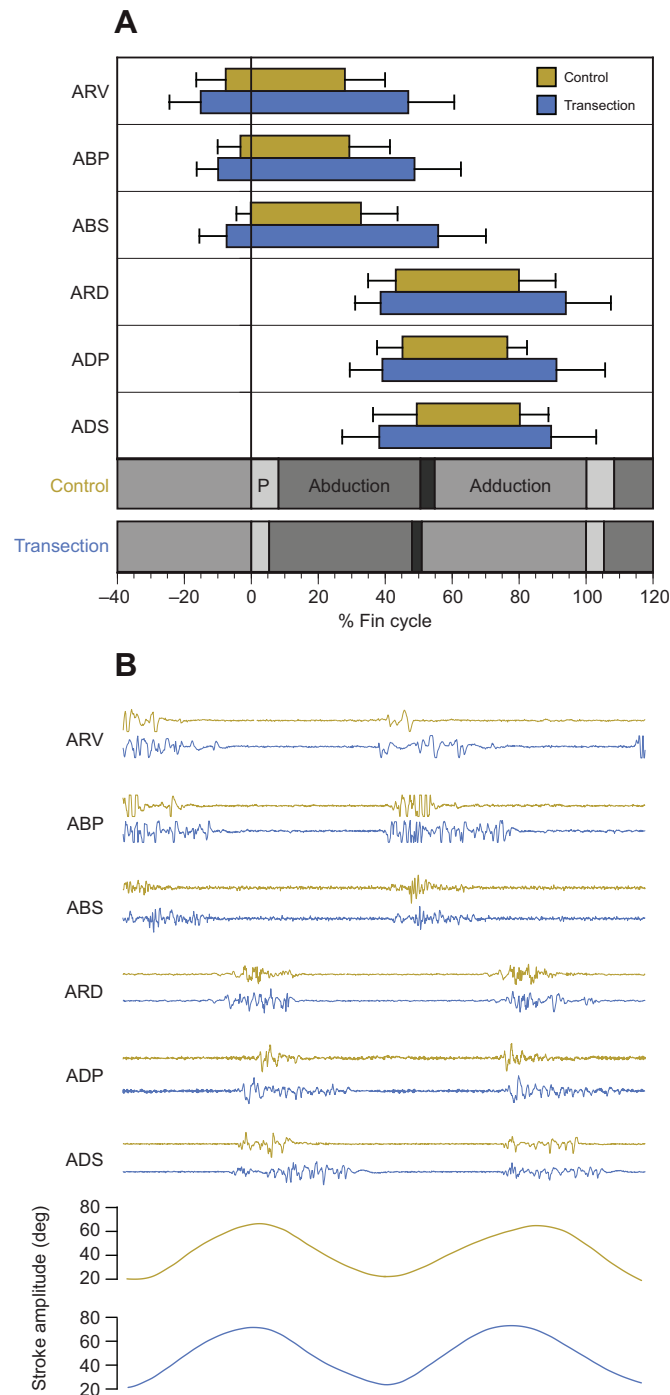 A
Control
Transection
ARV
ABP
ABS
ARD
ADP
ADS
Control P Abduction Adduction
Transection
–40 –20 0 20 40 60 80 100 120
% Fin cycle
B
ARV
ABP
ABS
ARD
ADP
ADS
Stroke amplitude (deg)
80
60
40
20
80
60
40
20